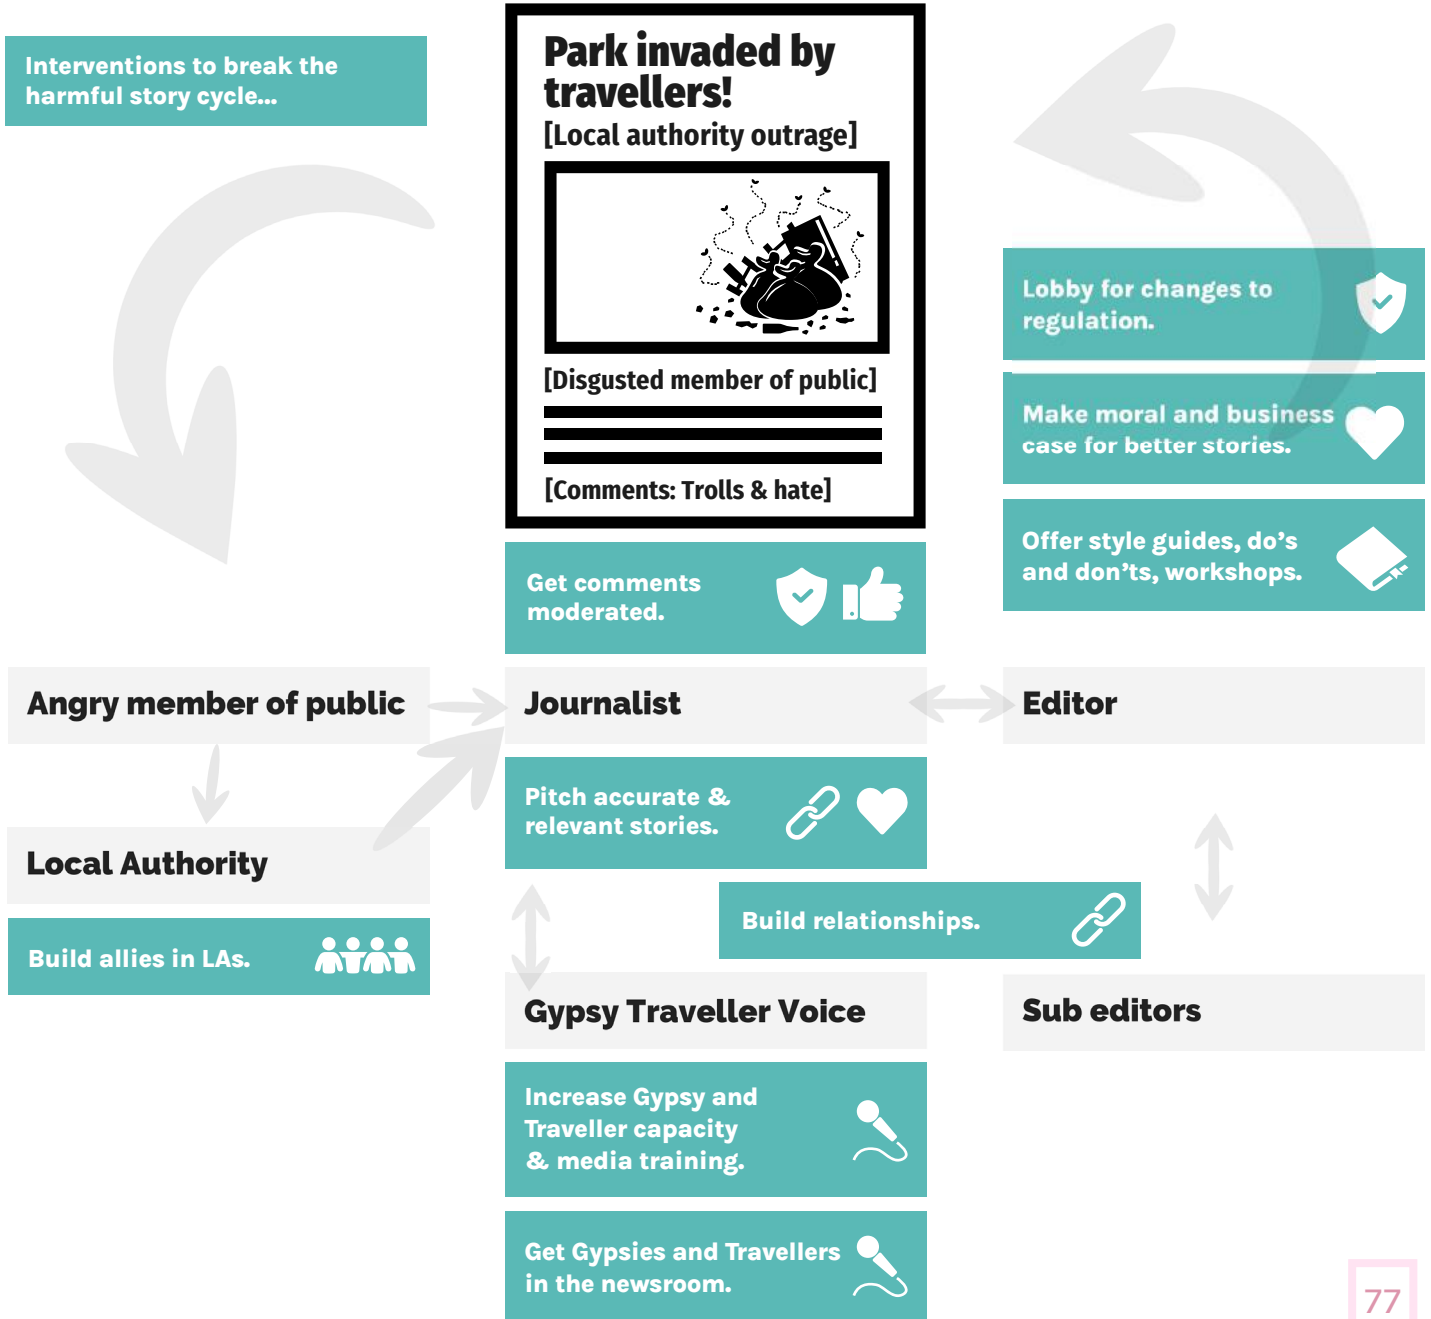 Interventions to break the
harmful story cycle...
Park invaded by
travellers!
[Local authority outrage]
[Disgusted member of public]
[Comments: Trolls & hate]
Get comments
moderated.
Lobby for changes to
regulation.
Make moral and business
case for better stories.
Offer style guides, do’s
and don’ts, workshops.
Angry member of public
Journalist
Editor
Pitch accurate &
relevant stories.
Local Authority
Build allies in LAs.
Build relationships.
Gypsy Traveller Voice
Sub editors
Increase Gypsy and
Traveller capacity
& media training.
Get Gypsies and Travellers
in the newsroom.
77